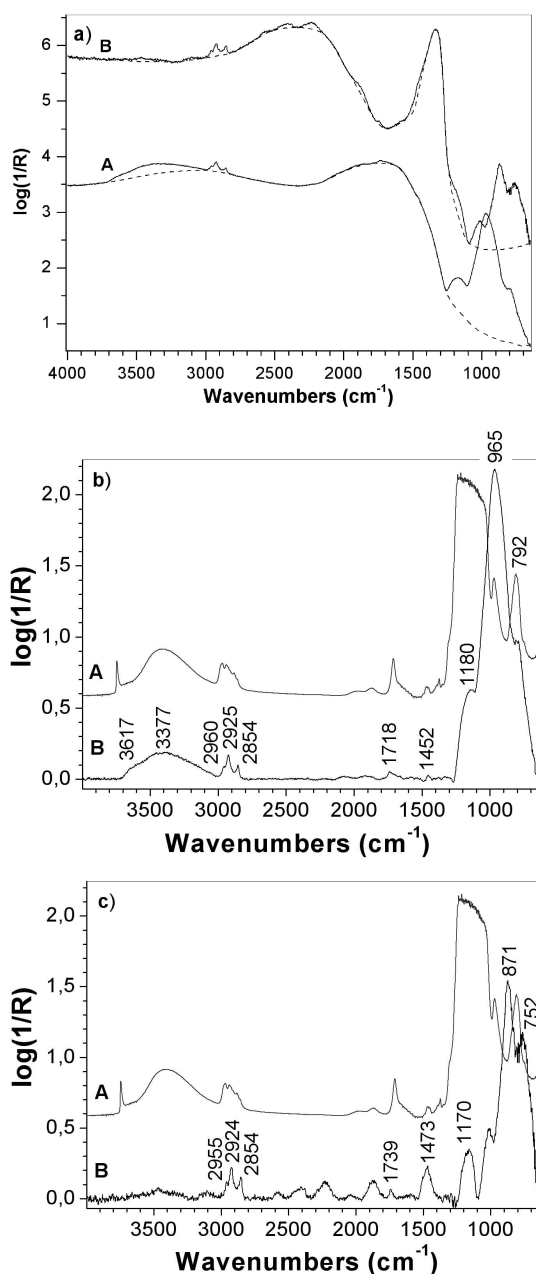 a)
B
A
log(1/R)
6
5
4
3
2
1
4000 3500 3000 2500 2000 1500 1000
Wavenumbers (cm⁻¹)
b)
965
792
1180
A
B
3617
3377
2960
2925
2854
1718
1452
log(1/R)
2,0
1,5
1,0
0,5
0,0
3500 3000 2500 2000 1500 1000
Wavenumbers (cm⁻¹)
c)
871
752
A
B
2955
2924
2854
1739
1473
1170
log(1/R)
2,0
1,5
1,0
0,5
0,0
3500 3000 2500 2000 1500 1000
Wavenumbers (cm⁻¹)